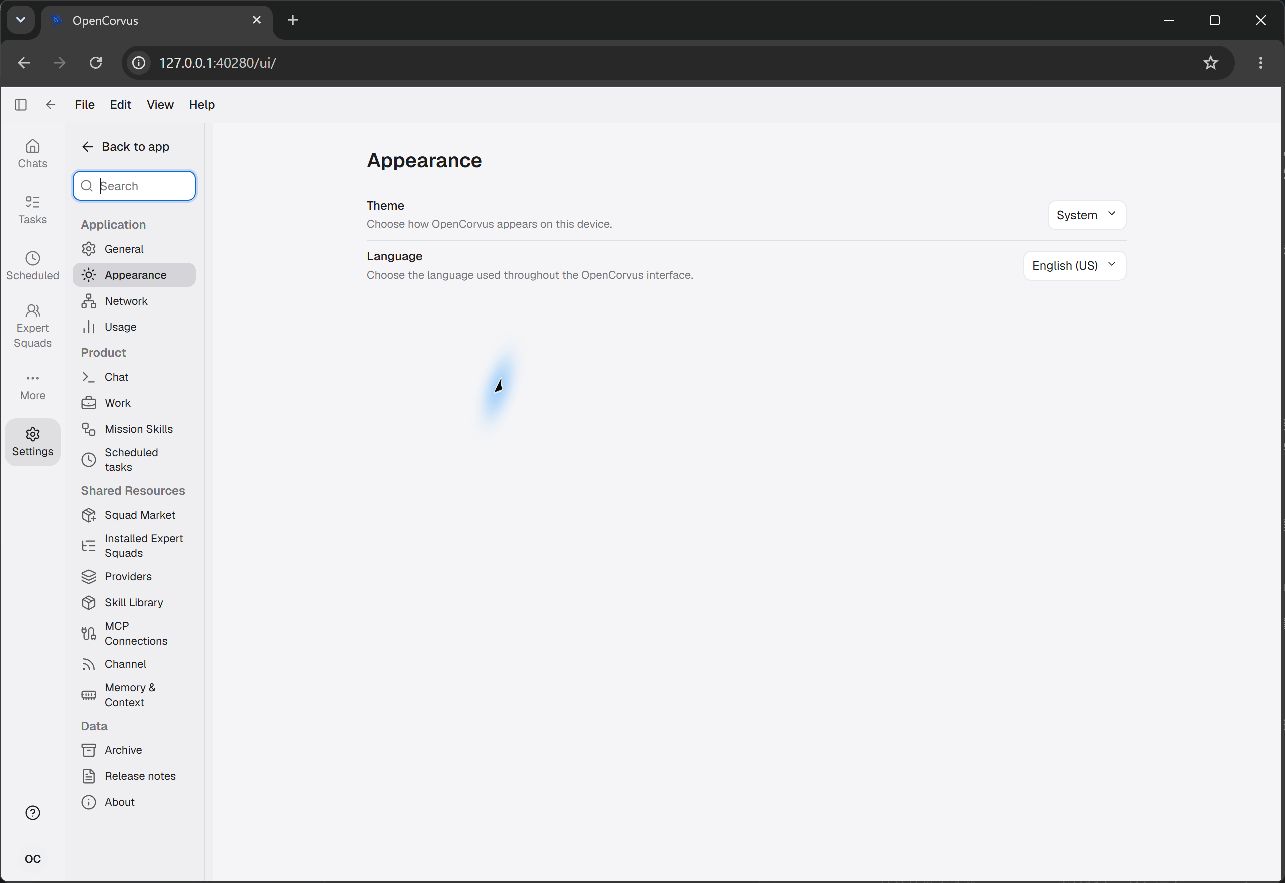 OpenCorvus
127.0.0.1:40280/ui/
File Edit View Help
Chats
Tasks
Scheduled
Expert
Squads
More
Settings
OC
Back to app
Search
Application
General
Appearance
Network
Usage
Product
Chat
Work
Mission Skills
Scheduled
tasks
Shared Resources
Squad Market
Installed Expert
Squads
Providers
Skill Library
MCP
Connections
Channel
Memory &
Context
Data
Archive
Release notes
About
Appearance
Theme
Choose how OpenCorvus appears on this device.
System
Language
Choose the language used throughout the OpenCorvus interface.
English (US)